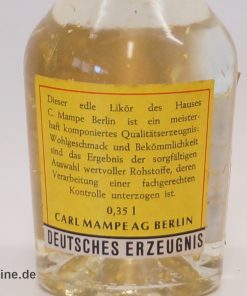 Dieser edle Likör des Hauses
C. Mampe Berlin ist ein meister-
haft komponiertes Qualitätserzeugnis:
Wohlgeschmack und Bekömmlichkeit
sind das Ergebnis der sorgfältigen
Auswahl wertvoller Rohstoffe, deren
Verarbeitung einer fachgerechten
Kontrolle unterzogen ist.
0,35 l
CARL MAMPE AG BERLIN
DEUTSCHES ERZEUGNIS
ine.de